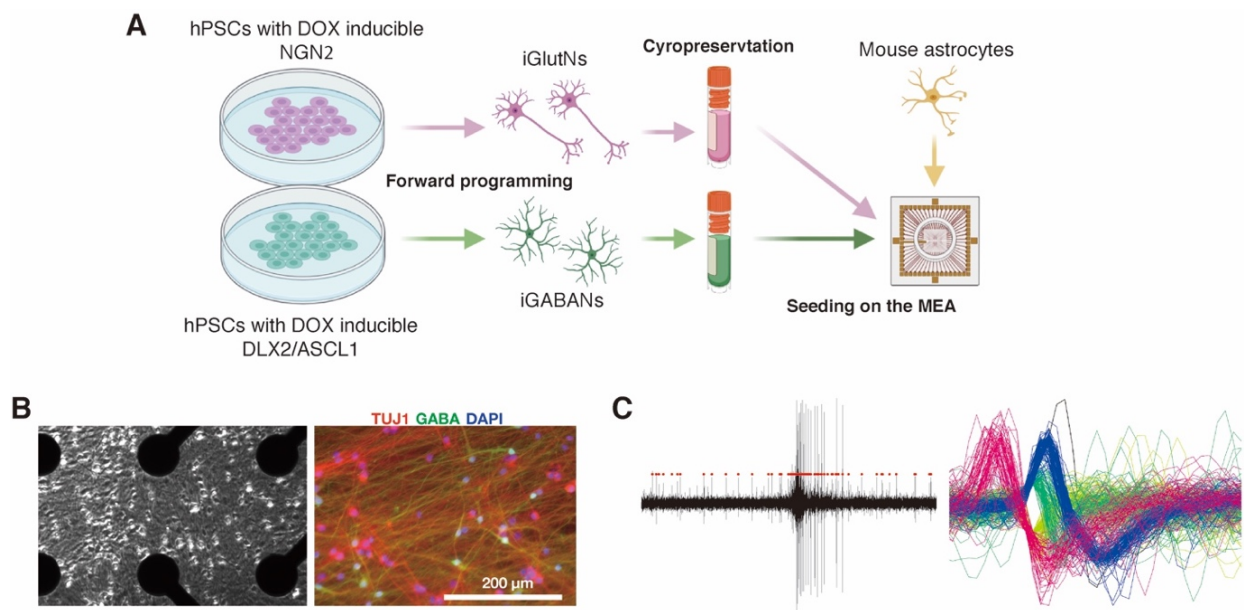 A
hPSCs with DOX inducible
NGN2
iGlutNs
Cyropreservtation
Mouse astrocytes
Forward programming
iGABANs
Seeding on the MEA
hPSCs with DOX inducible
DLX2/ASCL1
B
TUJ1 GABA DAPI
200 µm
C